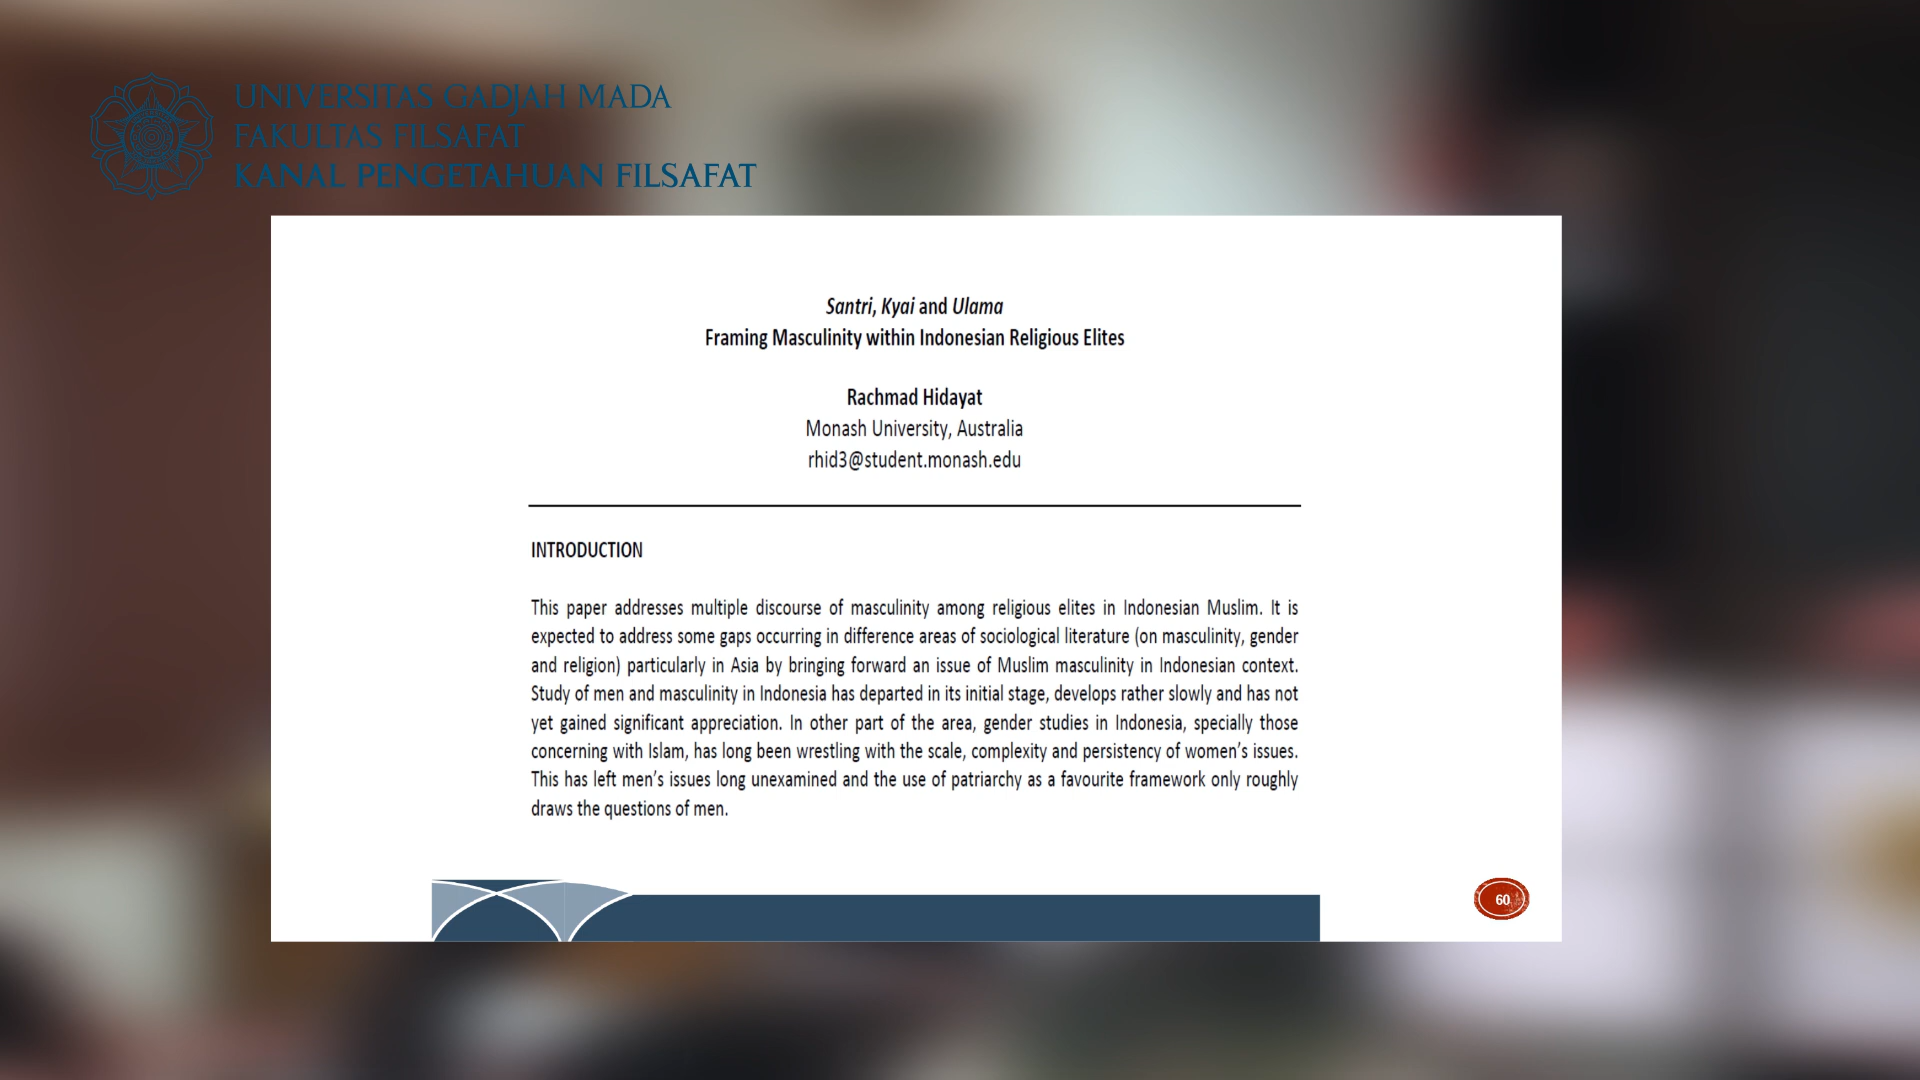 UNIVERSITAS GADJAH MADA
FAKULTAS FILSAFAT
KANAL PENGETAHUAN FILSAFAT
Santri, Kyai and Ulama
Framing Masculinity within Indonesian Religious Elites
Rachmad Hidayat
Monash University, Australia
rhid3@student.monash.edu
INTRODUCTION
This paper addresses multiple discourse of masculinity among religious elites in Indonesian Muslim. It is
expected to address some gaps occurring in difference areas of sociological literature (on masculinity, gender
and religion) particularly in Asia by bringing forward an issue of Muslim masculinity in Indonesian context.
Study of men and masculinity in Indonesia has departed in its initial stage, develops rather slowly and has not
yet gained significant appreciation. In other part of the area, gender studies in Indonesia, specially those
concerning with Islam, has long been wrestling with the scale, complexity and persistency of women’s issues.
This has left men’s issues long unexamined and the use of patriarchy as a favourite framework only roughly
draws the questions of men.
60